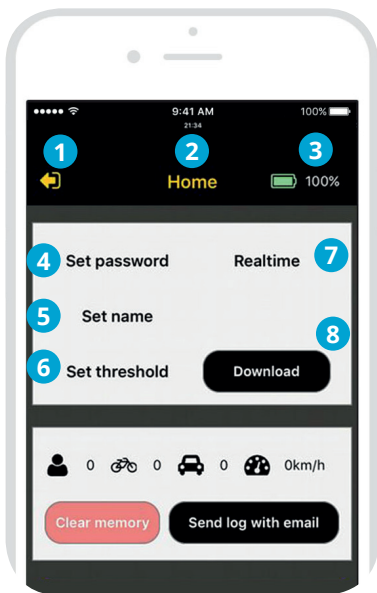 9:41 AM 100%
21:34
1 2 3
Home 100%
4 Set password Realtime 7
5 Set name
8
6 Set threshold Download
0 0 0 0km/h
Clear memory Send log with email